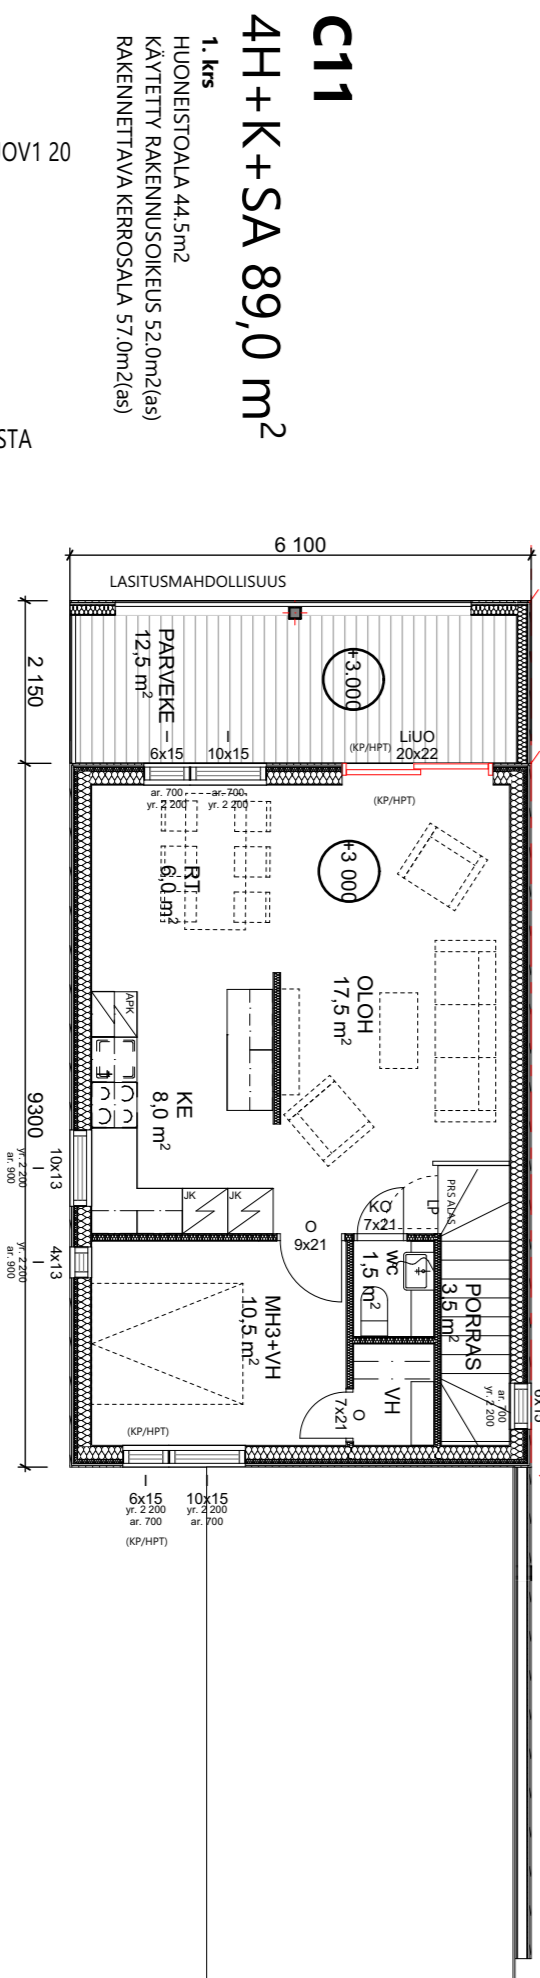 C11
4H+K+SA 89,0 m²
1. krs
HUONEISTOALA 44.5m2
KÄYTETTY RAKENNUSOIKEUS 52.0m2(as)
RAKENNETTAVA KERROSALA 57.0m2(as)
OV1 20
STA
6 100
LASITUSMAHDOLLISUUS
2 150
PARVEKE
12,5 m²
+3.000
I
6x15
I
10x15
(KP/HPT)
LiUO
20x22
ar. 700
yr. 2 200
ar. 700
yr. 2 200
(KP/HPT)
RT
6,0 m²
+3 000
OLOH
17,5 m²
APK
KE
8,0 m²
9300
I
10x13
yr. 2 200
ar. 900
JK
JK
O
9x21
KO
7x21
LP
PRS ALAS
I
4x13
yr. 2 200
ar. 900
WC
1,5 m²
PORRAS
3,5 m²
MH3+VH
10,5 m²
VH
O
7x21
ar. 700
yr. 2 200
(KP/HPT)
I
6x15
yr. 2 200
ar. 700
(KP/HPT)
I
10x15
yr. 2 200
ar. 700